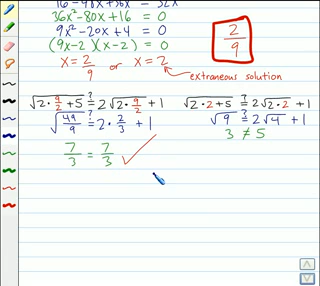 36x² - 80x + 16 = 0
9x² - 20x + 4 = 0
(9x - 2)(x - 2) = 0
x = 2/9 or x = 2
extraneous solution
2/9
√(2 · 9/2 + 5) ≟ 2√(2 · 9/2) + 1
√(49/9) ≟ 2 · 2/3 + 1
7/3 = 7/3 ✓
√(2 · 2 + 5) ≟ 2√(2 · 2) + 1
√9 ≟ 2√4 + 1
3 ≠ 5